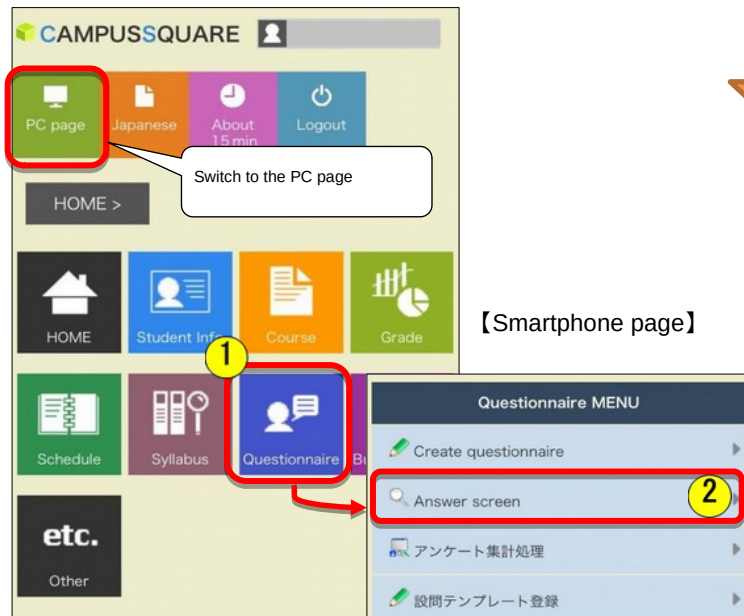 CAMPUSSQUARE
PC page
Japanese
About
15 min
Logout
Switch to the PC page
HOME >
HOME
Student Info
Course
Grade
【Smartphone page】
1
Schedule
Syllabus
Questionnaire
Questionnaire MENU
Create questionnaire
Answer screen
2
アンケート集計処理
設問テンプレート登録
etc.
Other